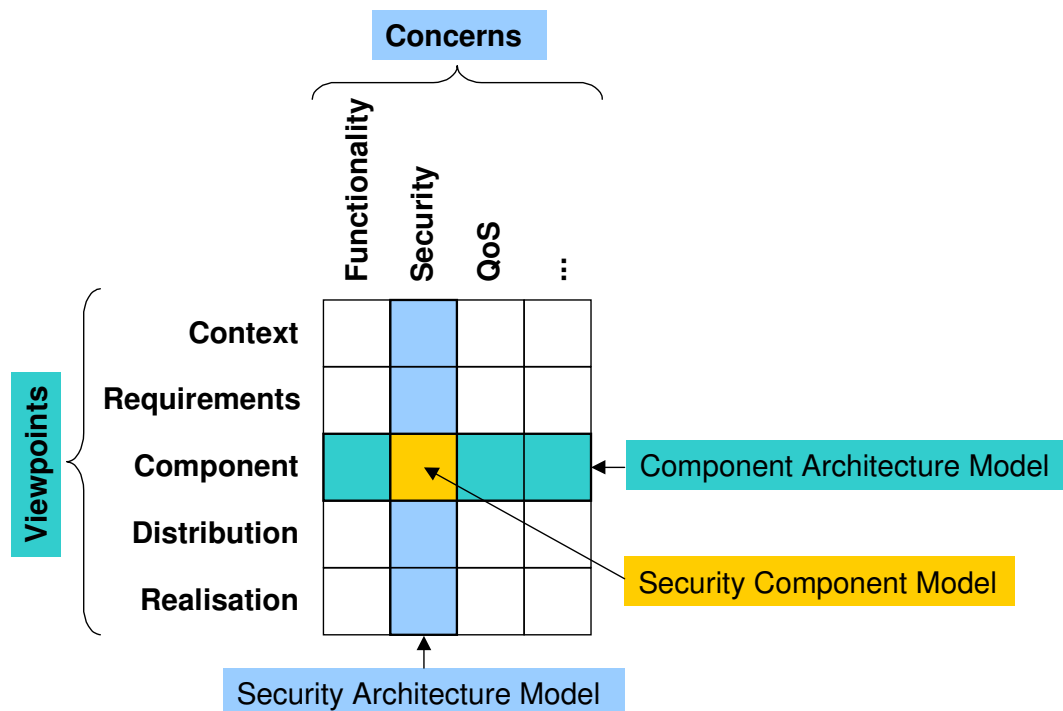 Concerns
Functionality
Security
QoS
...
Viewpoints
Context
Requirements
Component
Distribution
Realisation
Component Architecture Model
Security Component Model
Security Architecture Model